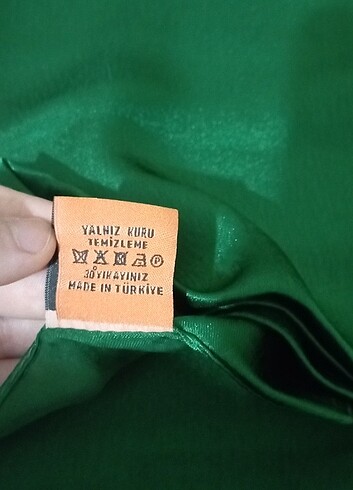 YALNIZ KURU
TEMİZLEME
P
30°YIKAYINIZ
MADE IN TÜRKİYE